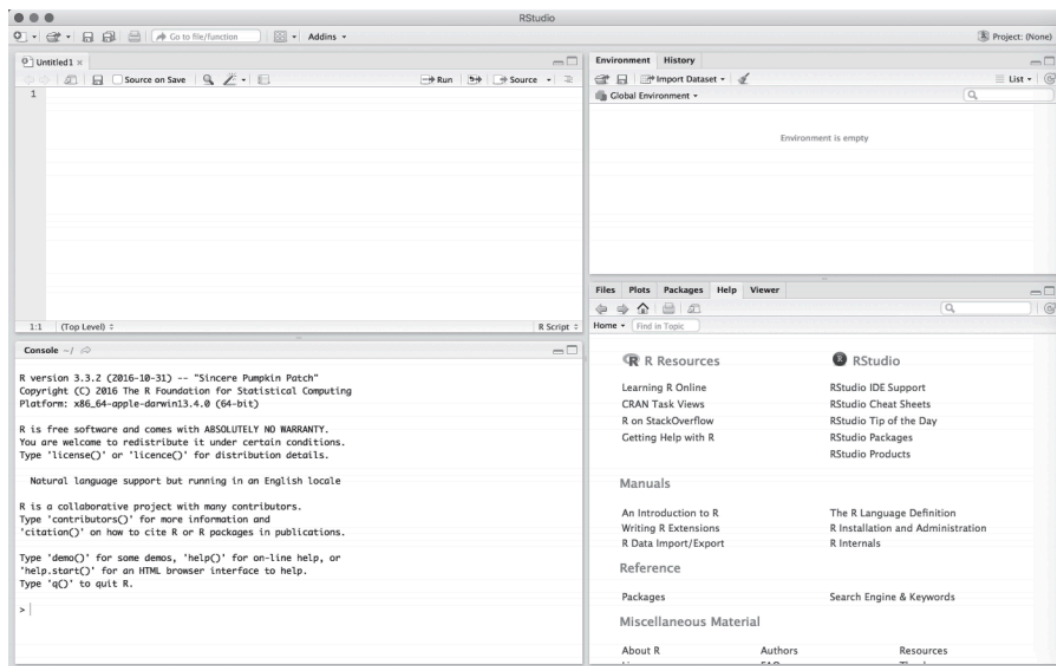 RStudio
Go to file/function
Addins
Project: (None)
Untitled1
Source on Save
Run
Source
1
1:1 (Top Level)
R Script
Console ~/
R version 3.3.2 (2016-10-31) -- "Sincere Pumpkin Patch"
Copyright (C) 2016 The R Foundation for Statistical Computing
Platform: x86_64-apple-darwin13.4.0 (64-bit)
R is free software and comes with ABSOLUTELY NO WARRANTY.
You are welcome to redistribute it under certain conditions.
Type 'license()' or 'licence()' for distribution details.
Natural language support but running in an English locale
R is a collaborative project with many contributors.
Type 'contributors()' for more information and
'citation()' on how to cite R or R packages in publications.
Type 'demo()' for some demos, 'help()' for on-line help, or
'help.start()' for an HTML browser interface to help.
Type 'q()' to quit R.
>
Environment History
Import Dataset
List
Global Environment
Environment is empty
Files Plots Packages Help Viewer
Home Find in Topic
R Resources
Learning R Online
CRAN Task Views
R on StackOverflow
Getting Help with R
RStudio
RStudio IDE Support
RStudio Cheat Sheets
RStudio Tip of the Day
RStudio Packages
RStudio Products
Manuals
An Introduction to R
Writing R Extensions
R Data Import/Export
The R Language Definition
R Installation and Administration
R Internals
Reference
Packages
Search Engine & Keywords
Miscellaneous Material
About R
Authors
Resources